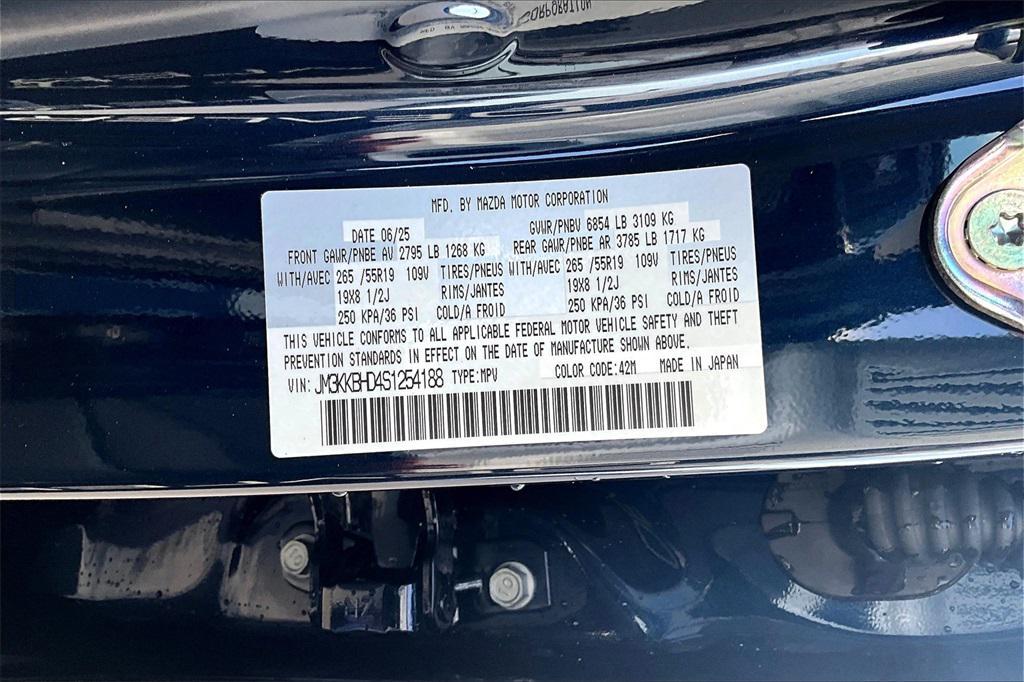 CORPORATION
MFD. BY MAZDA MOTOR CORPORATION
DATE 06/25 GVWR/PNBV 6854 LB 3109 KG
FRONT GAWR/PNBE AV 2795 LB 1268 KG REAR GAWR/PNBE AR 3785 LB 1717 KG
WITH/AVEC 265 /55R19 109V TIRES/PNEUS WITH/AVEC 265 /55R19 109V TIRES/PNEUS
19X8 1/2J RIMS/JANTES 19X8 1/2J RIMS/JANTES
250 KPA/36 PSI COLD/A FROID 250 KPA/36 PSI COLD/A FROID
THIS VEHICLE CONFORMS TO ALL APPLICABLE FEDERAL MOTOR VEHICLE SAFETY AND THEFT
PREVENTION STANDARDS IN EFFECT ON THE DATE OF MANUFACTURE SHOWN ABOVE.
VIN: JM3KKBHD4S1254188 TYPE:MPV COLOR CODE:42M MADE IN JAPAN